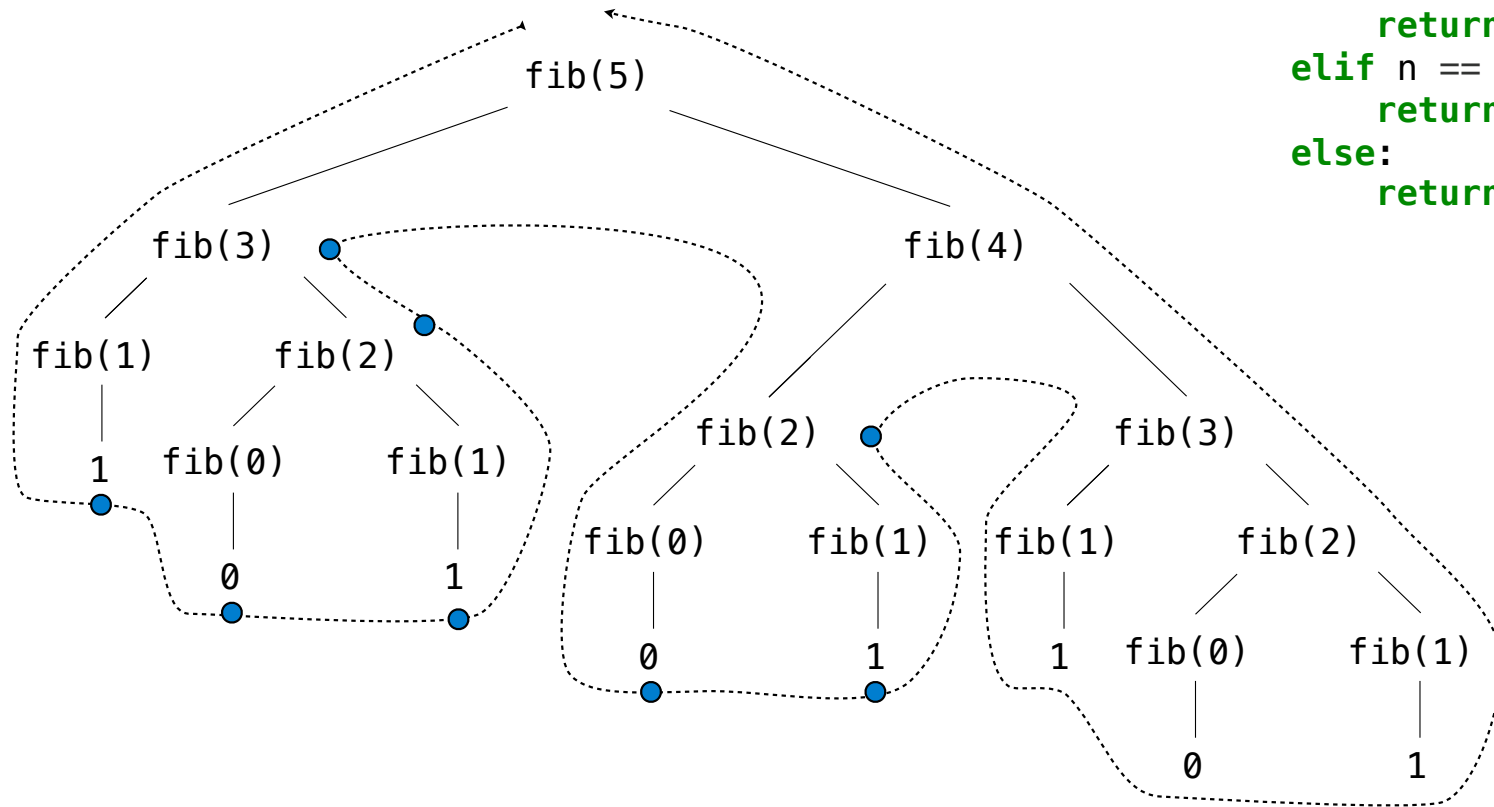 return
elif n ==
return
else:
return
fib(5)
fib(3) fib(4)
fib(1) fib(2)
fib(2) fib(3)
1 fib(0) fib(1)
fib(0) fib(1) fib(1) fib(2)
0 1
0 1 1 fib(0) fib(1)
0 1